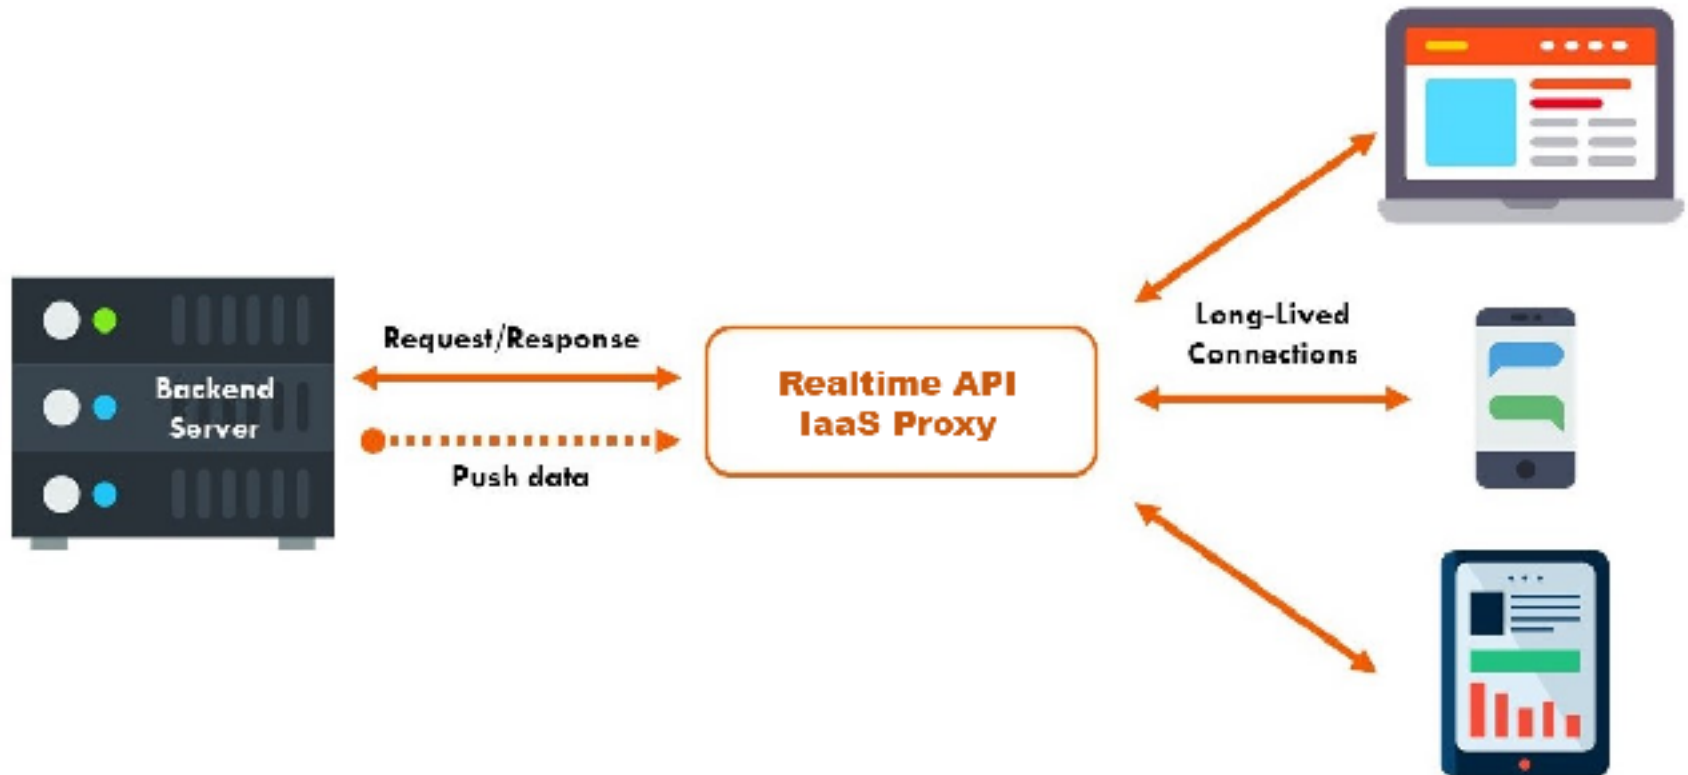 Request/Response
Backend
Server
Push data
Realtime API
IaaS Proxy
Long-Lived
Connections